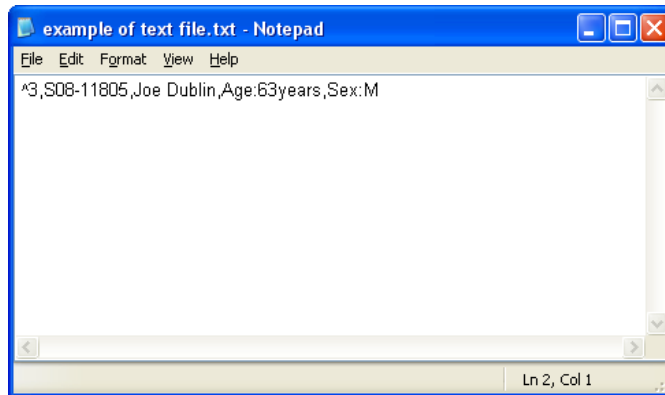 example of text file.txt - Notepad
File Edit Format View Help
^3,S08-11805,Joe Dublin,Age:63years,Sex:M
Ln 2, Col 1